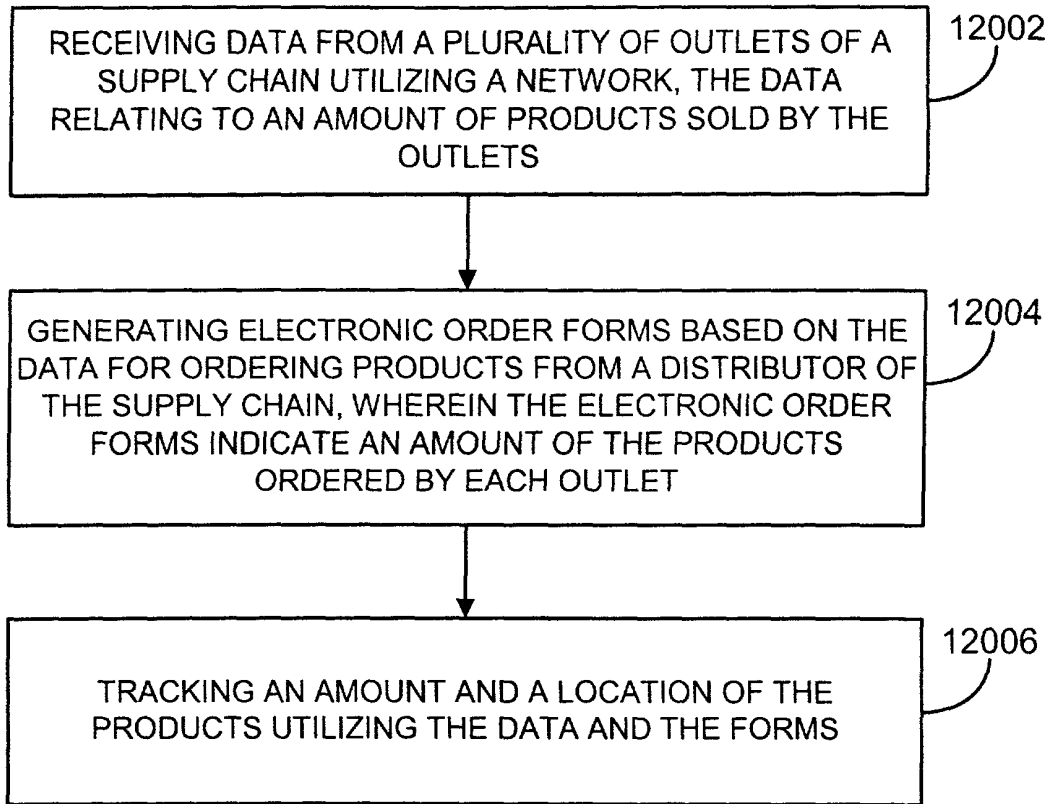 RECEIVING DATA FROM A PLURALITY OF OUTLETS OF A
SUPPLY CHAIN UTILIZING A NETWORK, THE DATA
RELATING TO AN AMOUNT OF PRODUCTS SOLD BY THE
OUTLETS
12002
GENERATING ELECTRONIC ORDER FORMS BASED ON THE
DATA FOR ORDERING PRODUCTS FROM A DISTRIBUTOR OF
THE SUPPLY CHAIN, WHEREIN THE ELECTRONIC ORDER
FORMS INDICATE AN AMOUNT OF THE PRODUCTS
ORDERED BY EACH OUTLET
12004
TRACKING AN AMOUNT AND A LOCATION OF THE
PRODUCTS UTILIZING THE DATA AND THE FORMS
12006